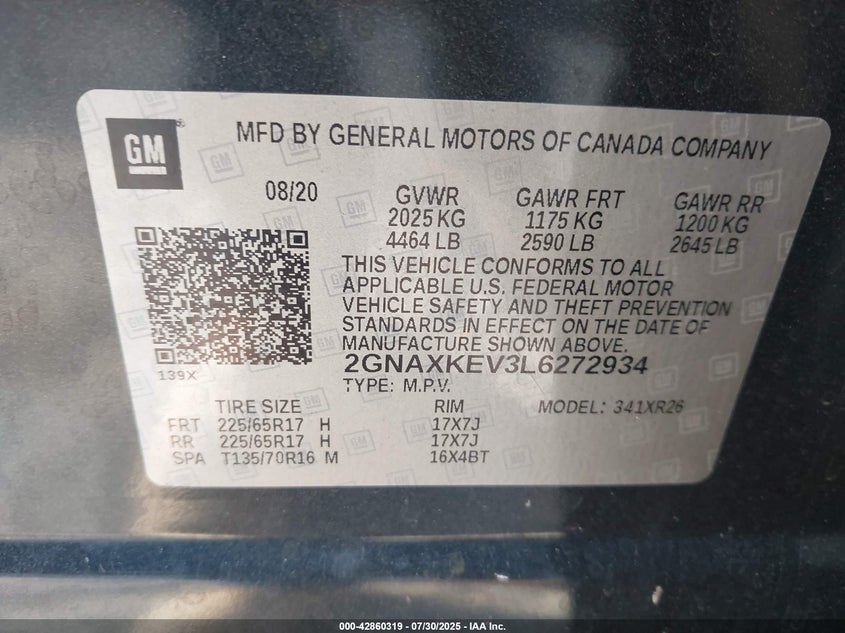 GM
MFD BY GENERAL MOTORS OF CANADA COMPANY
08/20
GVWR
2025 KG
4464 LB
GAWR FRT
1175 KG
2590 LB
GAWR RR
1200 KG
2645 LB
THIS VEHICLE CONFORMS TO ALL
APPLICABLE U.S. FEDERAL MOTOR
VEHICLE SAFETY AND THEFT PREVENTION
STANDARDS IN EFFECT ON THE DATE OF
MANUFACTURE SHOWN ABOVE.
2GNAXKEV3L6272934
139X
TYPE: M.P.V.
TIRE SIZE RIM MODEL: 341XR26
FRT 225/65R17 H 17X7J
RR 225/65R17 H 17X7J
SPA T135/70R16 M 16X4BT
000-42860319 - 07/30/2025 - IAA Inc.